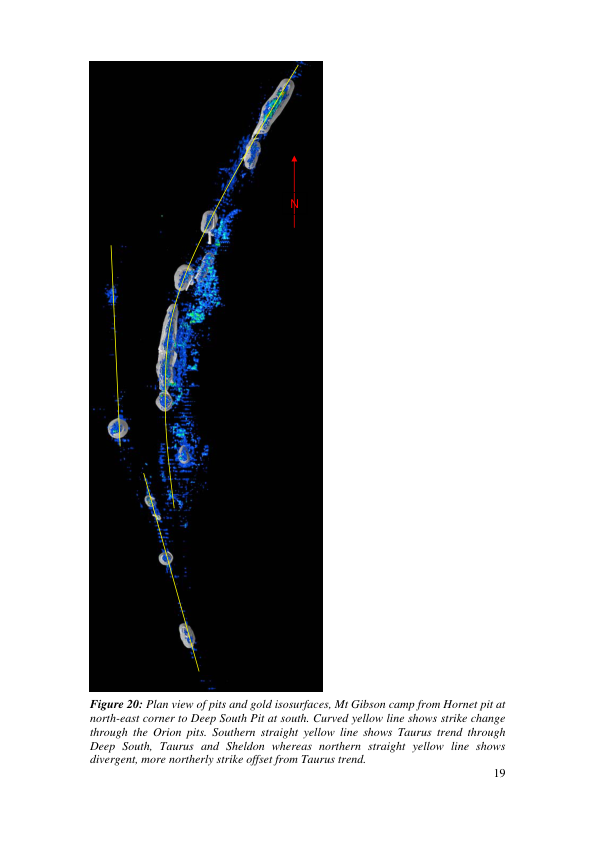 N
Figure 20: Plan view of pits and gold isosurfaces, Mt Gibson camp from Hornet pit at
north-east corner to Deep South Pit at south. Curved yellow line shows strike change
through the Orion pits. Southern straight yellow line shows Taurus trend through
Deep South, Taurus and Sheldon whereas northern straight yellow line shows
divergent, more northerly strike offset from Taurus trend.
19